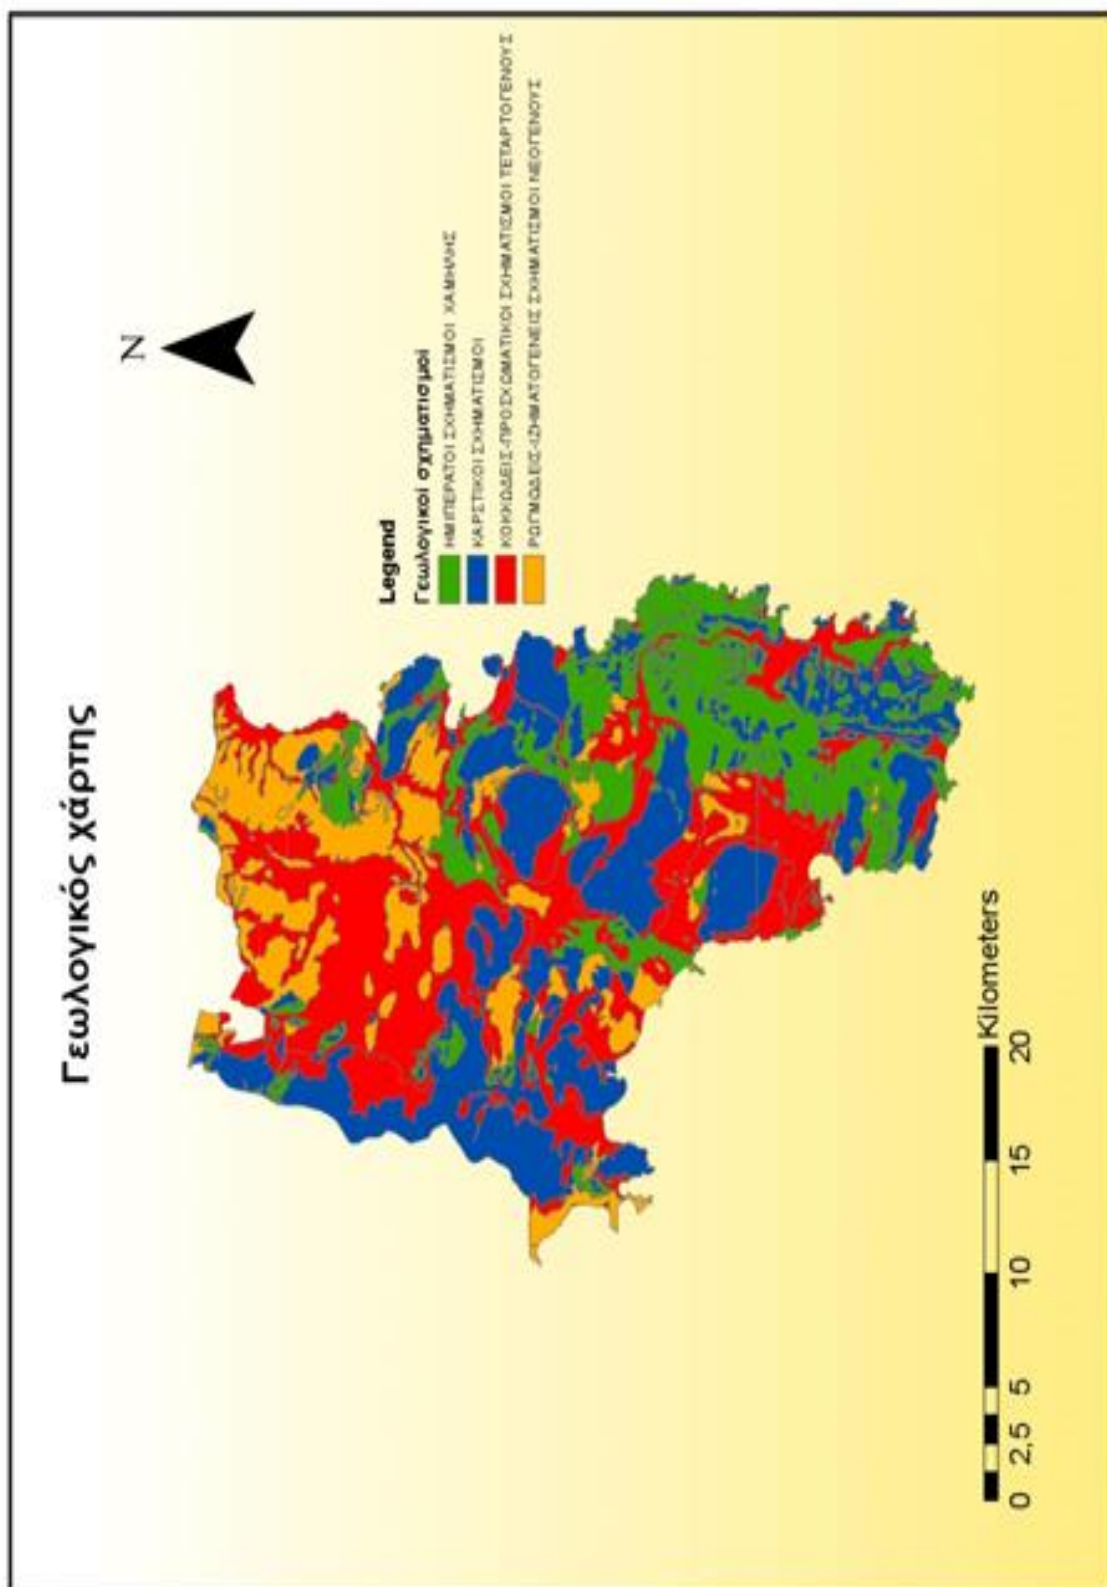 Γεωλογικός χάρτης
N
Legend
Γεωλογικοί σχηματισμοί
ΗΜΙΠΕΡΑΤΟΙ ΣΧΗΜΑΤΙΣΜΟΙ ΧΑΜΗΛΗΣ
ΚΑΡΣΤΙΚΟΙ ΣΧΗΜΑΤΙΣΜΟΙ
ΚΟΚΚΩΔΕΙΣ-ΠΡΟΣΧΩΜΑΤΙΚΟΙ ΣΧΗΜΑΤΙΣΜΟΙ ΤΕΤΑΡΤΟΓΕΝΟΥΣ
ΡΩΓΜΩΔΕΙΣ-ΙΖΗΜΑΤΟΓΕΝΕΙΣ ΣΧΗΜΑΤΙΣΜΟΙ ΝΕΟΓΕΝΟΥΣ
Kilometers
0 2,5 5 10 15 20